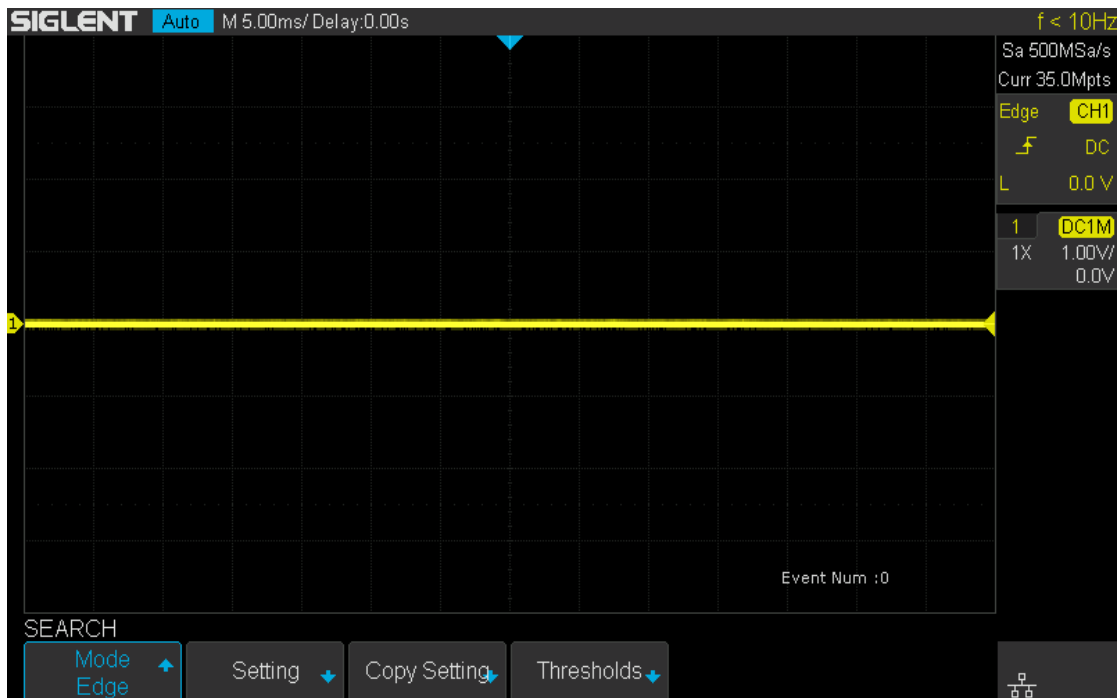 SIGLENT Auto M 5.00ms/ Delay:0.00s f < 10Hz
Sa 500MSa/s
Curr 35.0Mpts
Edge CH1
DC
L 0.0 V
1 DC1M
1X 1.00V/
0.0V
1
Event Num :0
SEARCH
Mode
Edge
Setting
Copy Setting
Thresholds